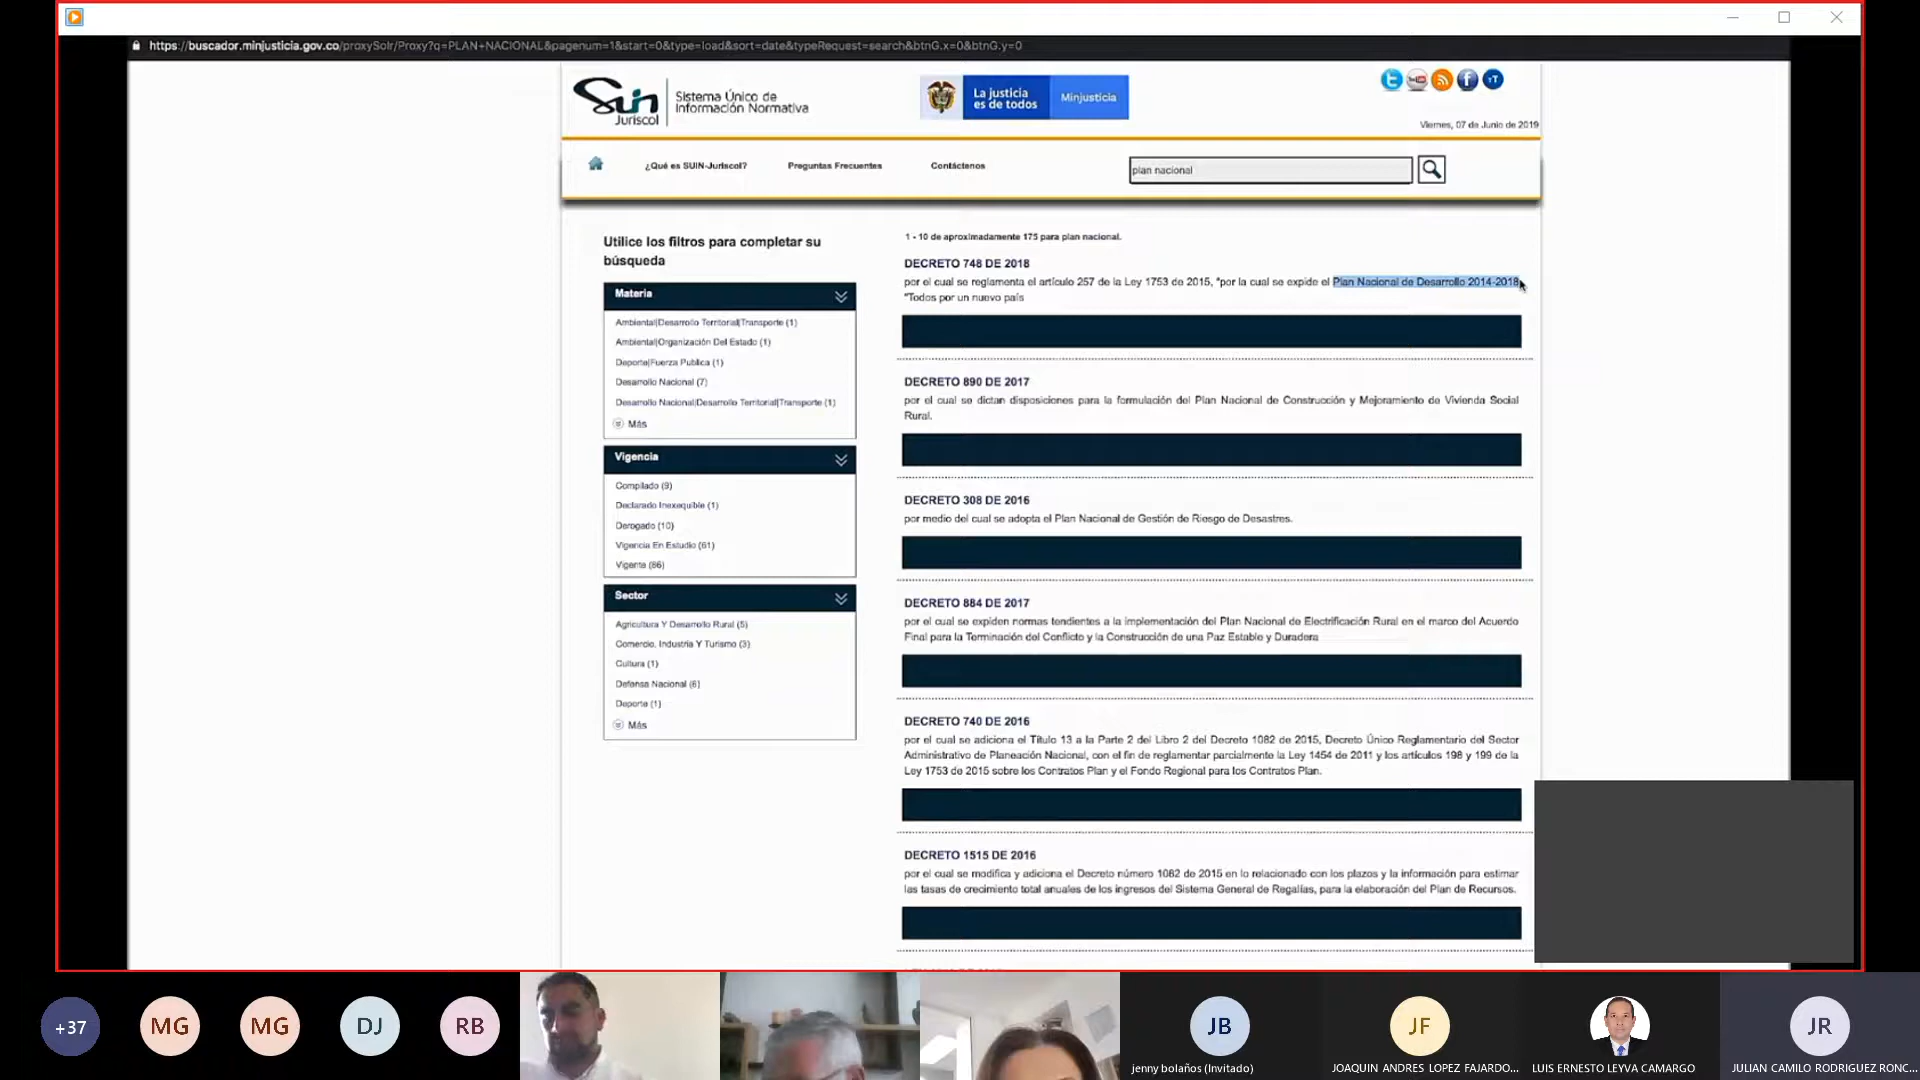 https://buscador.minjusticia.gov.co/proxySolr/Proxy?q=PLAN+NACIONAL&pagenum=1&start=0&type=load&sort=date&typeRequest=search&btnG.x=0&btnG.y=0
Suin
Juriscol
Sistema Único de
Información Normativa
La justicia
es de todos
Minjusticia
Viernes, 07 de Junio de 2019
¿Qué es SUIN-Juriscol?
Preguntas Frecuentes
Contáctenos
plan nacional
Utilice los filtros para completar su
búsqueda
Materia
Ambiental|Desarrollo Territorial|Transporte (1)
Ambiental|Organización Del Estado (1)
Deporte|Fuerza Publica (1)
Desarrollo Nacional (7)
Desarrollo Nacional|Desarrollo Territorial|Transporte (1)
Más
Vigencia
Compilado (9)
Declarado Inexequible (1)
Derogado (10)
Vigencia En Estudio (61)
Vigente (86)
Sector
Agricultura Y Desarrollo Rural (5)
Comercio, Industria Y Turismo (3)
Cultura (1)
Defensa Nacional (6)
Deporte (1)
Más
1 - 10 de aproximadamente 175 para plan nacional.
DECRETO 748 DE 2018
por el cual se reglamenta el artículo 257 de la Ley 1753 de 2015, "por la cual se expide el Plan Nacional de Desarrollo 2014-2018
"Todos por un nuevo país
DECRETO 890 DE 2017
por el cual se dictan disposiciones para la formulación del Plan Nacional de Construcción y Mejoramiento de Vivienda Social
Rural.
DECRETO 308 DE 2016
por medio del cual se adopta el Plan Nacional de Gestión de Riesgo de Desastres.
DECRETO 884 DE 2017
por el cual se expiden normas tendientes a la implementación del Plan Nacional de Electrificación Rural en el marco del Acuerdo
Final para la Terminación del Conflicto y la Construcción de una Paz Estable y Duradera
DECRETO 740 DE 2016
por el cual se adiciona el Título 13 a la Parte 2 del Libro 2 del Decreto 1082 de 2015, Decreto Único Reglamentario del Sector
Administrativo de Planeación Nacional, con el fin de reglamentar parcialmente la Ley 1454 de 2011 y los artículos 198 y 199 de la
Ley 1753 de 2015 sobre los Contratos Plan y el Fondo Regional para los Contratos Plan.
DECRETO 1515 DE 2016
por el cual se modifica y adiciona el Decreto número 1082 de 2015 en lo relacionado con los plazos y la información para estimar
las tasas de crecimiento total anuales de los ingresos del Sistema General de Regalías, para la elaboración del Plan de Recursos.
+37
MG
MG
DJ
RB
JB
jenny bolaños (Invitado)
JF
JOAQUIN ANDRES LOPEZ FAJARDO...
LUIS ERNESTO LEYVA CAMARGO
JR
JULIAN CAMILO RODRIGUEZ RONC...